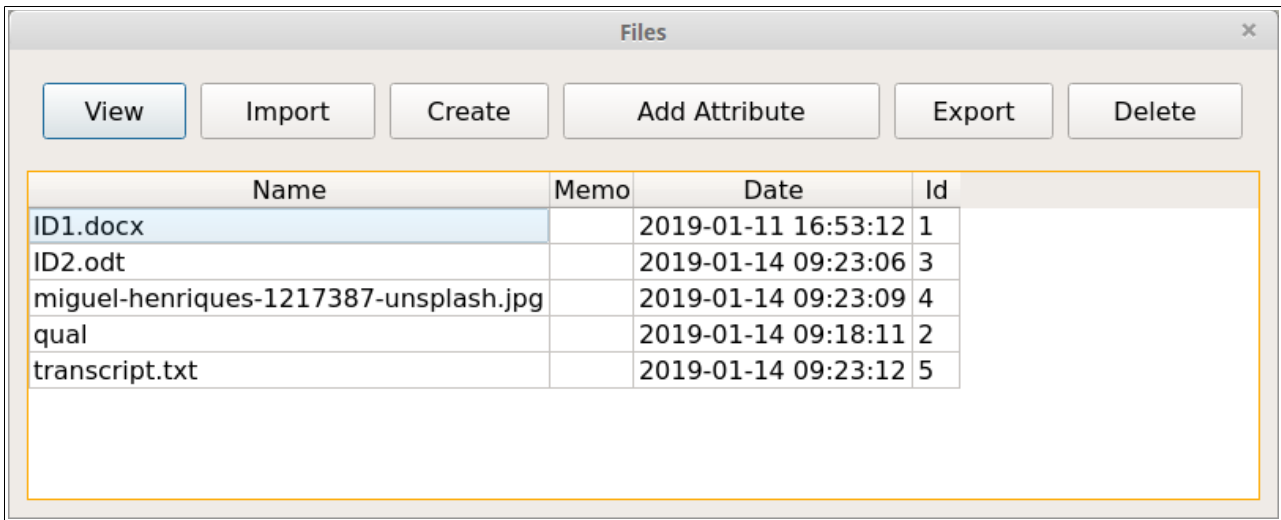 Files
View Import Create Add Attribute Export Delete
Name Memo Date Id
ID1.docx 2019-01-11 16:53:12 1
ID2.odt 2019-01-14 09:23:06 3
miguel-henriques-1217387-unsplash.jpg 2019-01-14 09:23:09 4
qual 2019-01-14 09:18:11 2
transcript.txt 2019-01-14 09:23:12 5